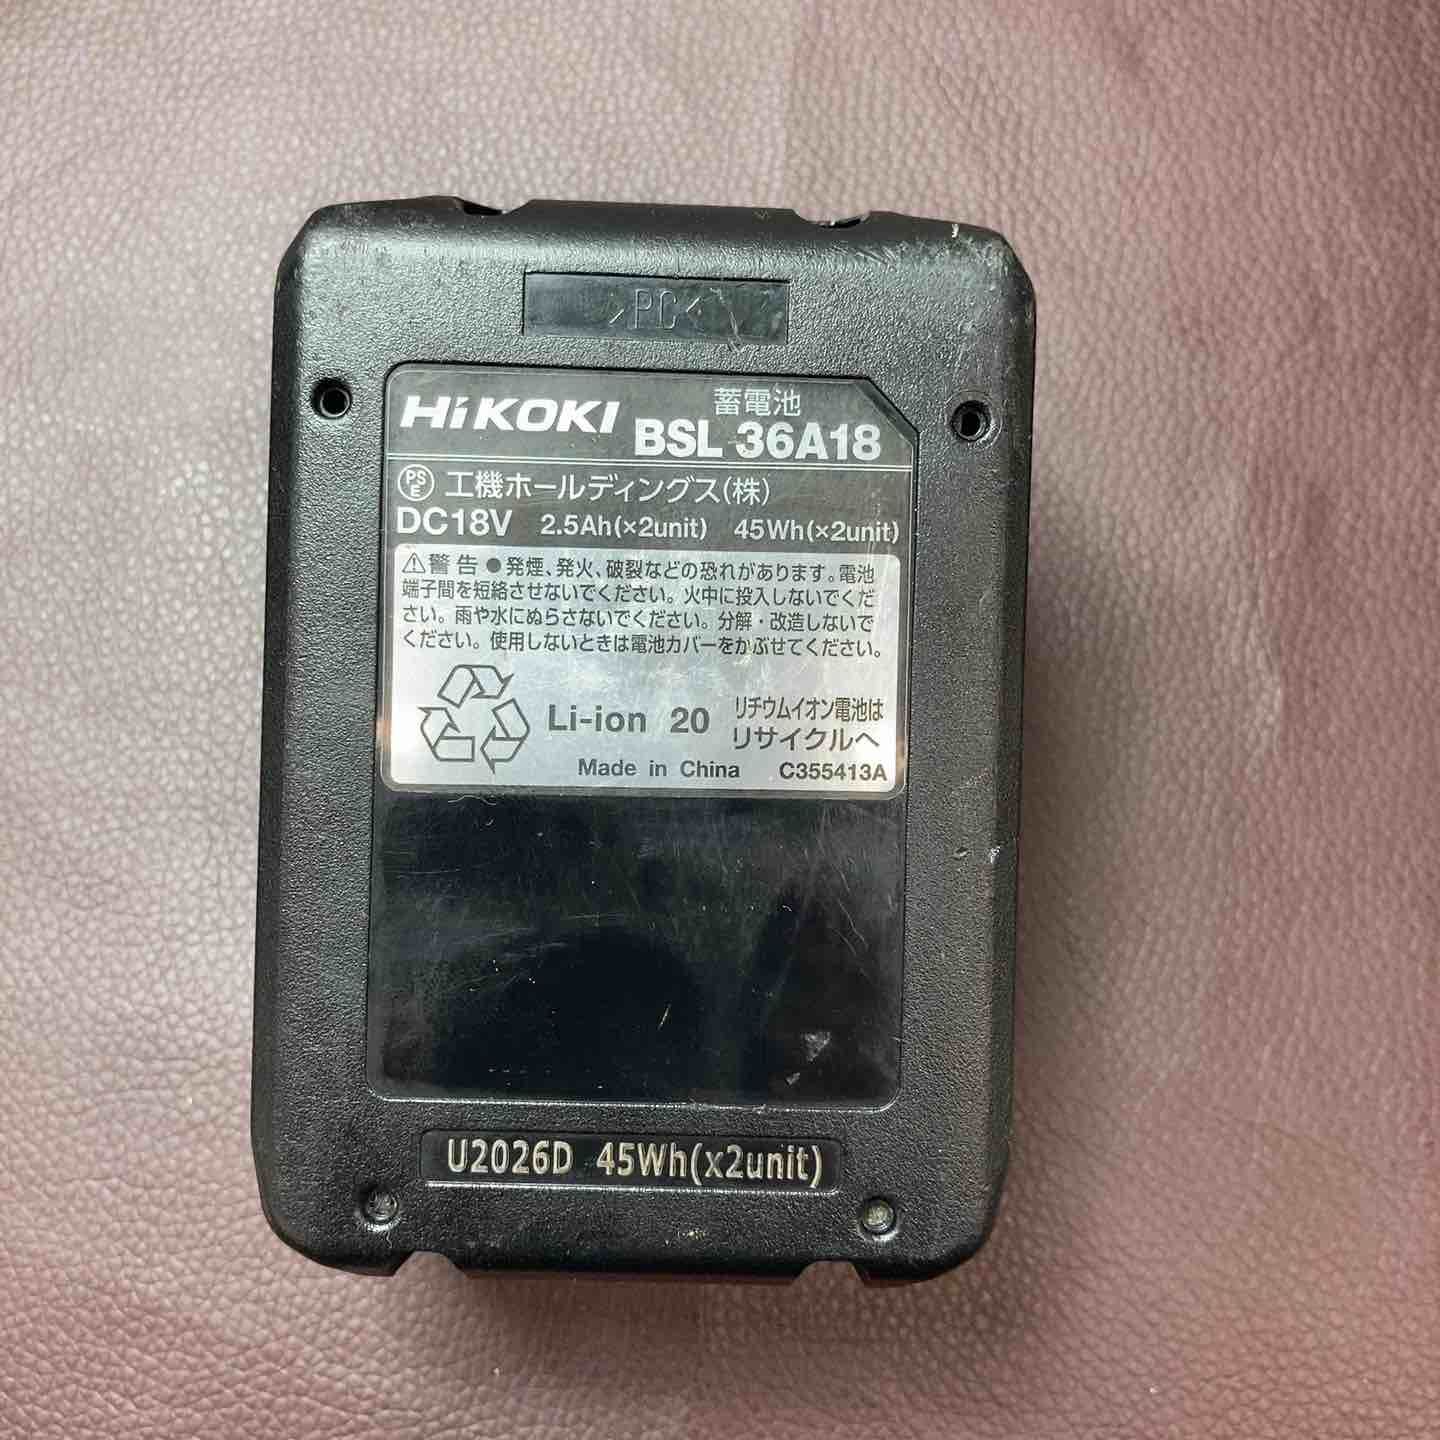 >PC<
HiKOKI 蓄電池 BSL 36A18
PSE 工機ホールディングス(株)
DC18V 2.5Ah(×2unit) 45Wh(×2unit)
⚠警告 ●発煙、発火、破裂などの恐れがあります。電池
端子間を短絡させないでください。火中に投入しないでくだ
さい。雨や水にぬらさないでください。分解・改造しないで
ください。使用しないときは電池カバーをかぶせてください。
Li-ion 20 リチウムイオン電池は
リサイクルへ
Made in China C355413A
U2026D 45Wh(x2unit)